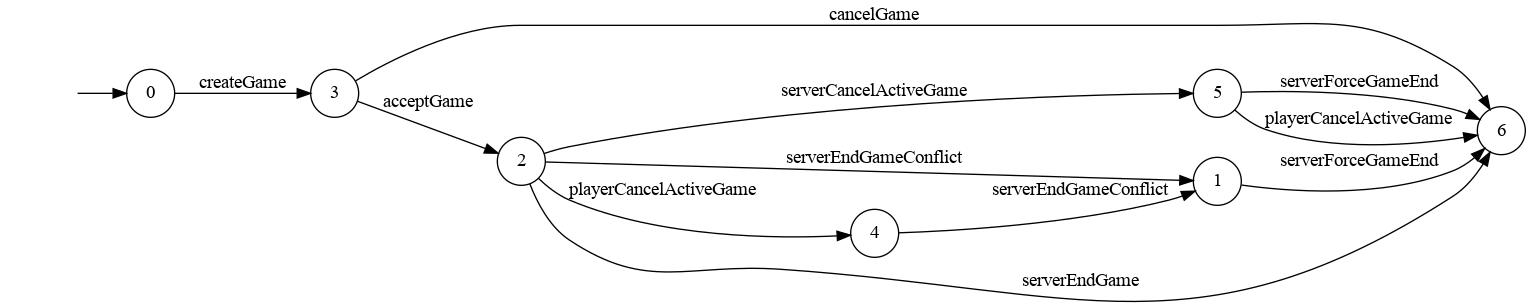 cancelGame
createGame
0
3
acceptGame
serverCancelActiveGame
5
serverForceGameEnd
playerCancelActiveGame
6
2
serverEndGameConflict
playerCancelActiveGame
serverEndGameConflict
1
serverForceGameEnd
4
serverEndGame